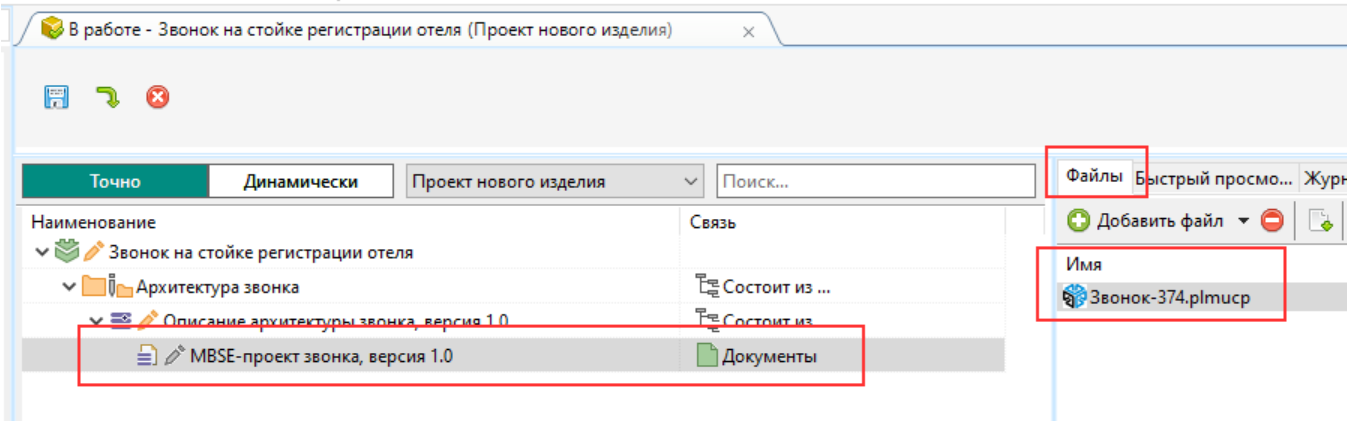 В работе - Звонок на стойке регистрации отеля (Проект нового изделия)
Точно Динамически Проект нового изделия Поиск...
Наименование Связь
Звонок на стойке регистрации отеля
Архитектура звонка Состоит из ...
Описание архитектуры звонка, версия 1.0 Состоит из ...
MBSE-проект звонка, версия 1.0 Документы
Файлы Быстрый просмо... Журн
Добавить файл
Имя
Звонок-374.plmucp